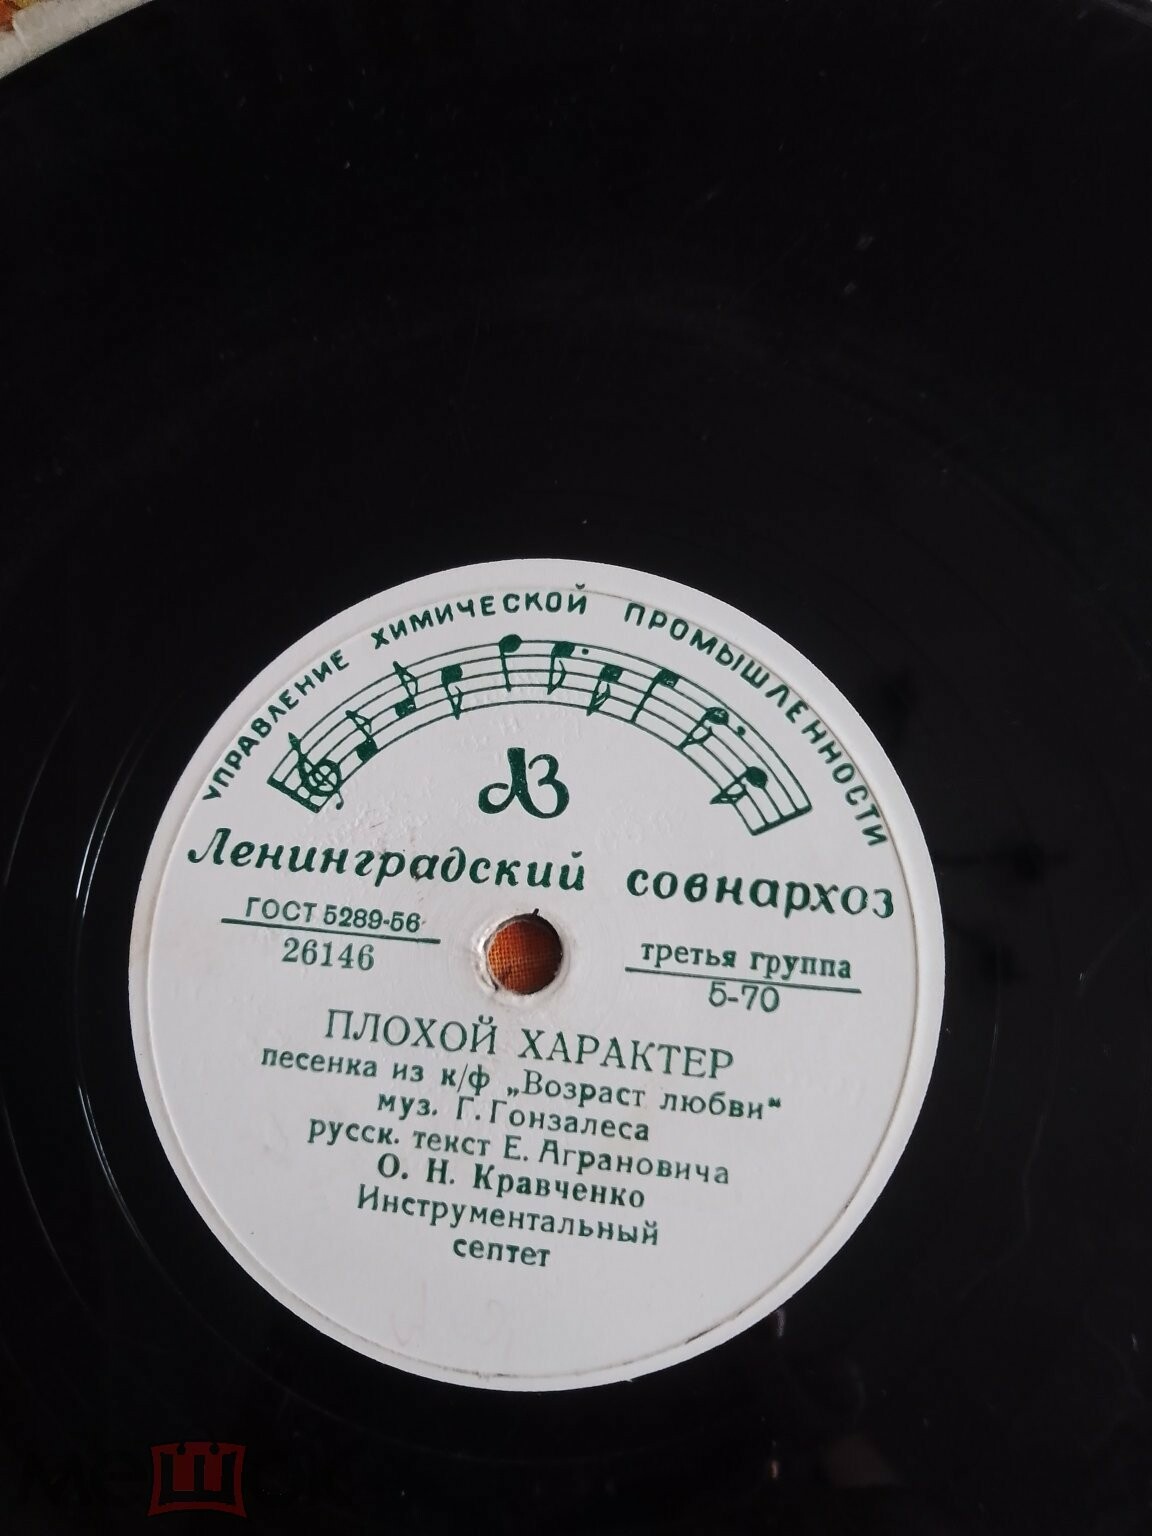 УПРАВЛЕНИЕ ХИМИЧЕСКОЙ ПРОМЫШЛЕННОСТИ
ЛЗ
Ленинградский совнархоз
ГОСТ 5289-56
26146
третья группа
5-70
ПЛОХОЙ ХАРАКТЕР
песенка из к/ф „Возраст любви“
муз. Г. Гонзалеса
русск. текст Е. Аграновича
О. Н. Кравченко
Инструментальный
септет
мешок